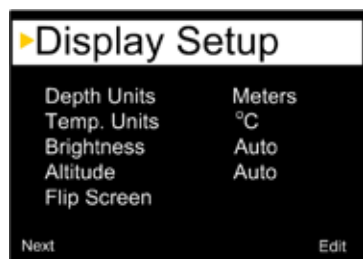 Display Setup
Depth Units Meters
Temp. Units °C
Brightness Auto
Altitude Auto
Flip Screen
Next Edit